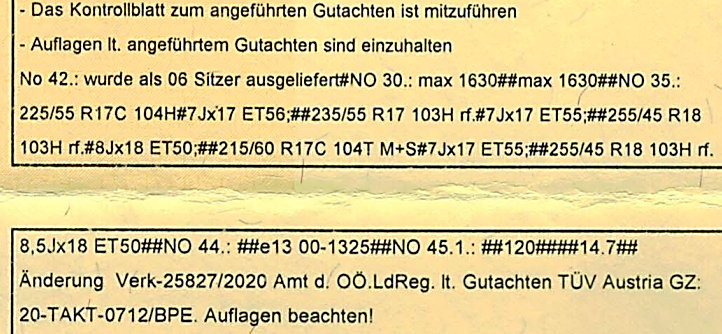 - Das Kontrollblatt zum angeführten Gutachten ist mitzuführen
- Auflagen lt. angeführtem Gutachten sind einzuhalten
No 42.: wurde als 06 Sitzer ausgeliefert#NO 30.: max 1630##max 1630##NO 35.:
225/55 R17C 104H#7Jx17 ET56;##235/55 R17 103H rf.#7Jx17 ET55;##255/45 R18
103H rf.#8Jx18 ET50;##215/60 R17C 104T M+S#7Jx17 ET55;##255/45 R18 103H rf.
8,5Jx18 ET50##NO 44.: ##e13 00-1325##NO 45.1.: ##120####14.7##
Änderung Verk-25827/2020 Amt d. OÖ.LdReg. lt. Gutachten TÜV Austria GZ:
20-TAKT-0712/BPE. Auflagen beachten!